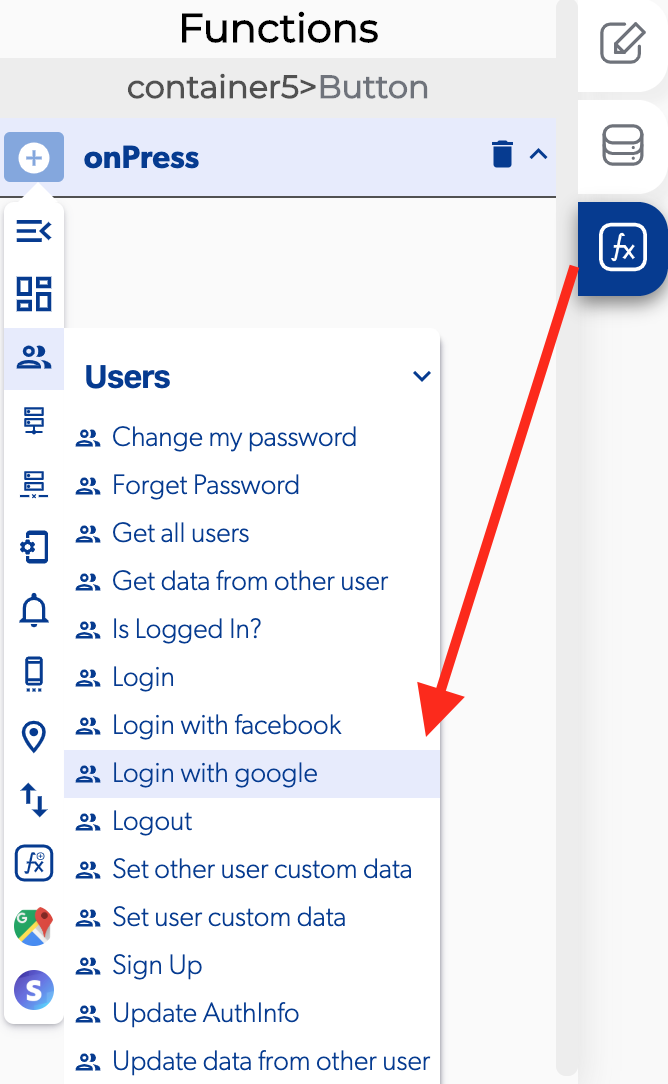 Functions
container5>Button
onPress
fx
Users
Change my password
Forget Password
Get all users
Get data from other user
Is Logged In?
Login
Login with facebook
Login with google
Logout
fx
Set other user custom data
Set user custom data
G
Sign Up
S
Update AuthInfo
Update data from other user